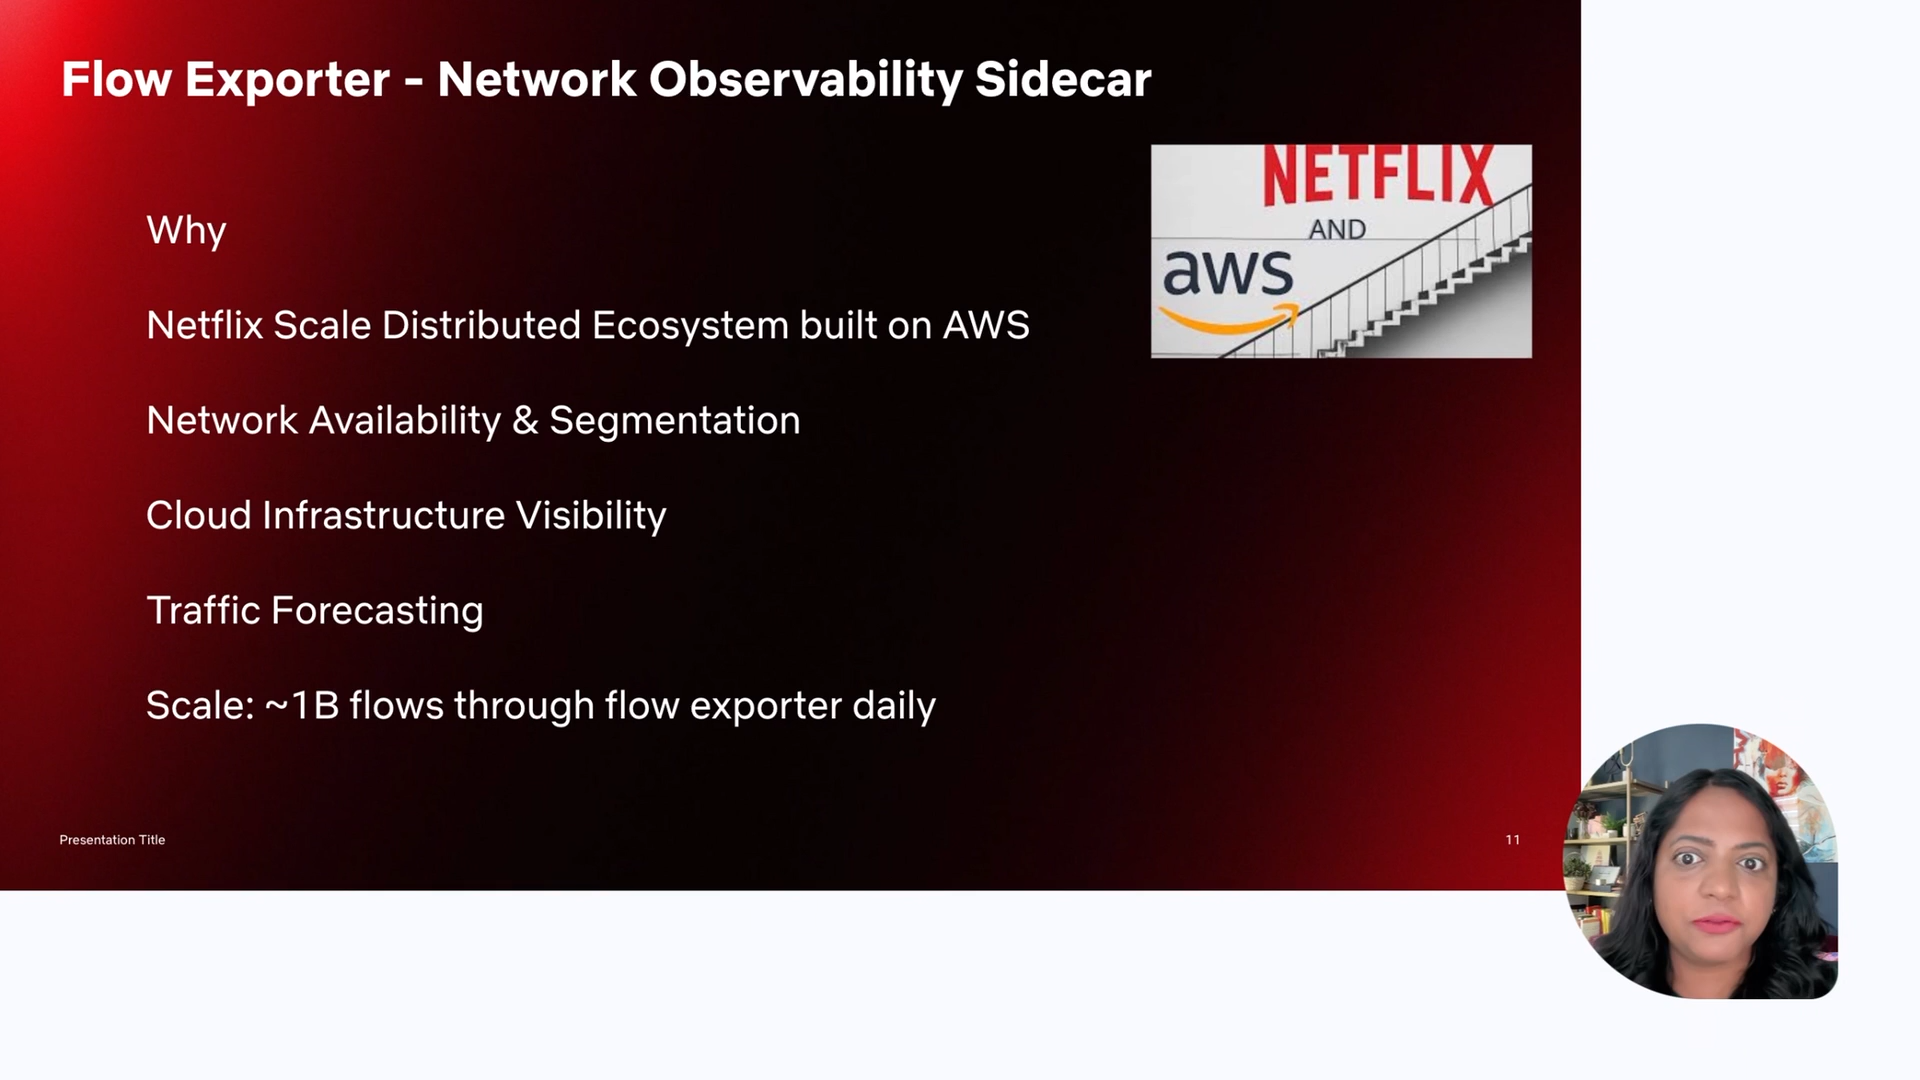 Flow Exporter - Network Observability Sidecar
NETFLIX
AND
aws
Why
Netflix Scale Distributed Ecosystem built on AWS
Network Availability & Segmentation
Cloud Infrastructure Visibility
Traffic Forecasting
Scale: ~1B flows through flow exporter daily
Presentation Title
11